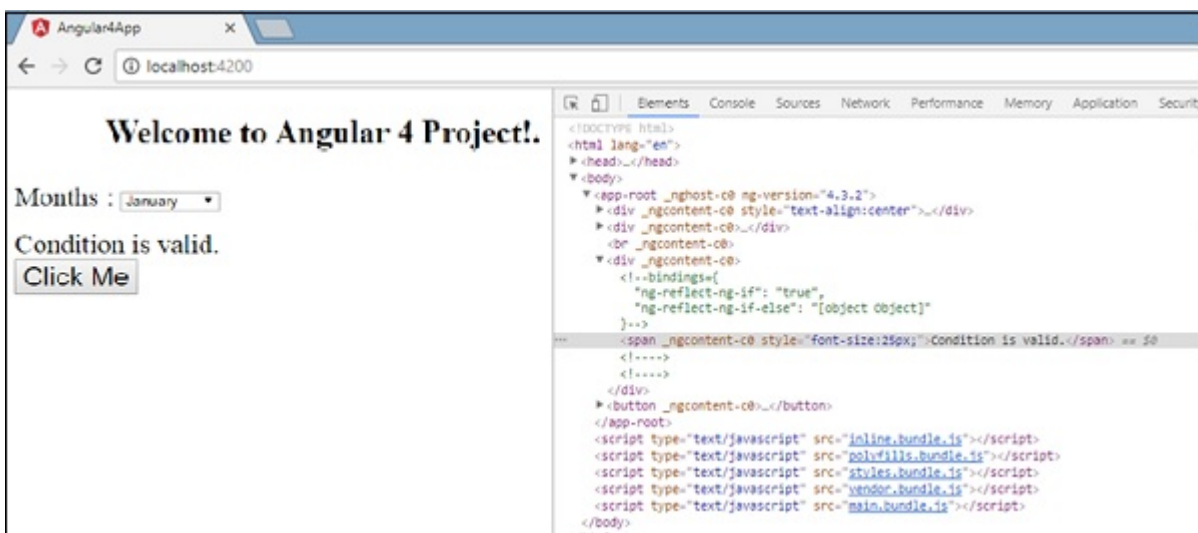 Angular4App
localhost:4200
Welcome to Angular 4 Project!.
Months : January
Condition is valid.
Click Me
Elements Console Sources Network Performance Memory Application Securit
<!DOCTYPE html>
<html lang="en">
<head>…</head>
<body>
<app-root _nghost-c0 ng-version="4.3.2">
<div _ngcontent-c0 style="text-align:center">…</div>
<div _ngcontent-c0>…</div>
<br _ngcontent-c0>
<div _ngcontent-c0>
<!--bindings={
"ng-reflect-ng-if": "true",
"ng-reflect-ng-if-else": "[object Object]"
}-->
<span _ngcontent-c0 style="font-size:25px;">Condition is valid.</span> == $0
<!---->
<!---->
</div>
<button _ngcontent-c0>…</button>
</app-root>
<script type="text/javascript" src="inline.bundle.js"></script>
<script type="text/javascript" src="polyfills.bundle.js"></script>
<script type="text/javascript" src="styles.bundle.js"></script>
<script type="text/javascript" src="vendor.bundle.js"></script>
<script type="text/javascript" src="main.bundle.js"></script>
</body>